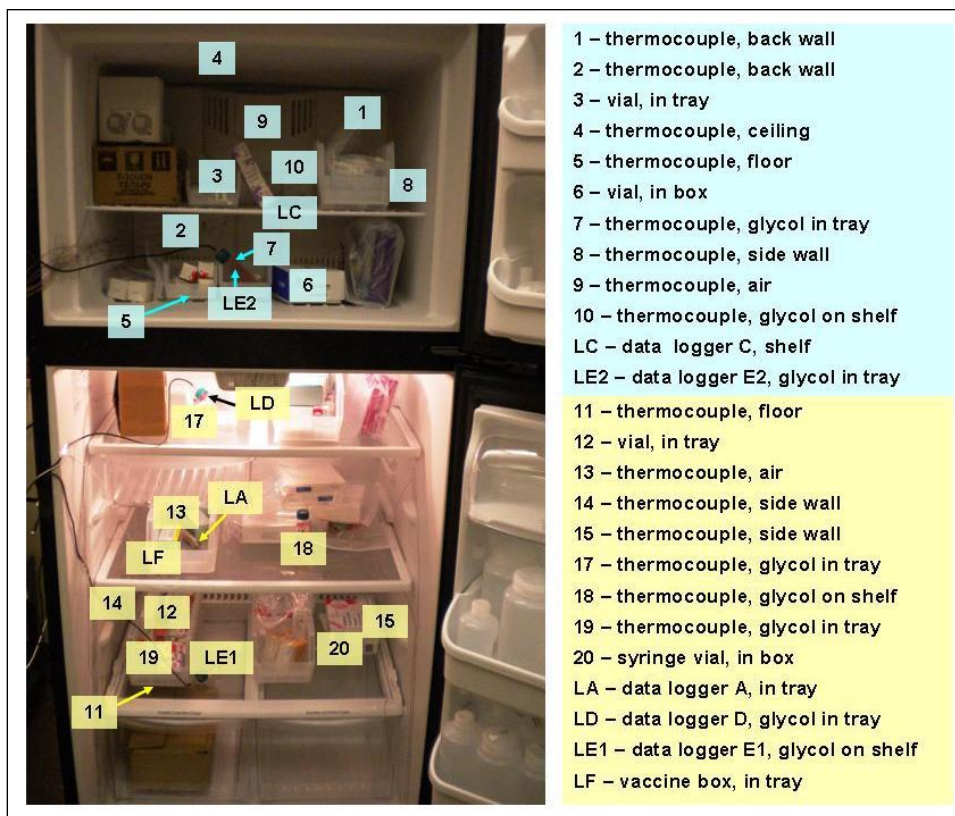 4
1
9
10
3
8
LC
2
7
6
5
LE2
LD
17
LA
13
LF
18
14
12
15
19
LE1
20
11
1 – thermocouple, back wall
2 – thermocouple, back wall
3 – vial, in tray
4 – thermocouple, ceiling
5 – thermocouple, floor
6 – vial, in box
7 – thermocouple, glycol in tray
8 – thermocouple, side wall
9 – thermocouple, air
10 – thermocouple, glycol on shelf
LC – data logger C, shelf
LE2 – data logger E2, glycol in tray
11 – thermocouple, floor
12 – vial, in tray
13 – thermocouple, air
14 – thermocouple, side wall
15 – thermocouple, side wall
17 – thermocouple, glycol in tray
18 – thermocouple, glycol on shelf
19 – thermocouple, glycol in tray
20 – syringe vial, in box
LA – data logger A, in tray
LD – data logger D, glycol in tray
LE1 – data logger E1, glycol on shelf
LF – vaccine box, in tray